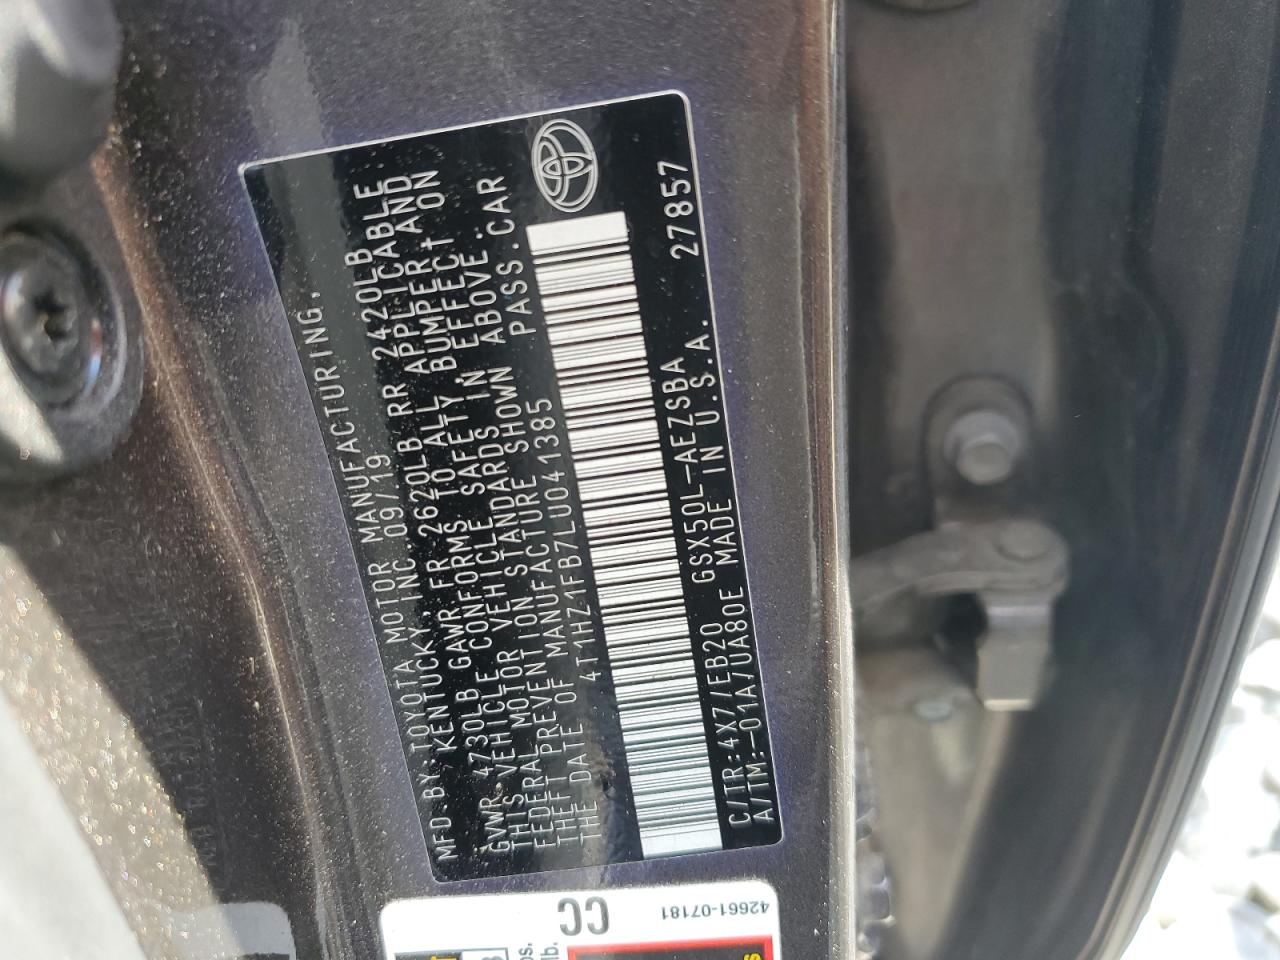 MFD BY:TOYOTA MOTOR MANUFACTURING,
KENTUCKY INC. 09/19
GVWR 4730LB GAWR FR 2620LB RR 2420LB
THIS VEHICLE CONFORMS TO ALL APPLICABLE
FEDERAL MOTOR VEHICLE SAFETY, BUMPER, AND
THEFT PREVENTION STANDARDS IN EFFECT ON
THE DATE OF MANUFACTURE SHOWN ABOVE.
4T1HZ1FB7LU041385 PASS.CAR
C/TR:4X7/EB20 GSX50L-AEZSBA
A/TM:-01A/UA80E MADE IN U.S.A. 27857
CC
42661-07181
lb.